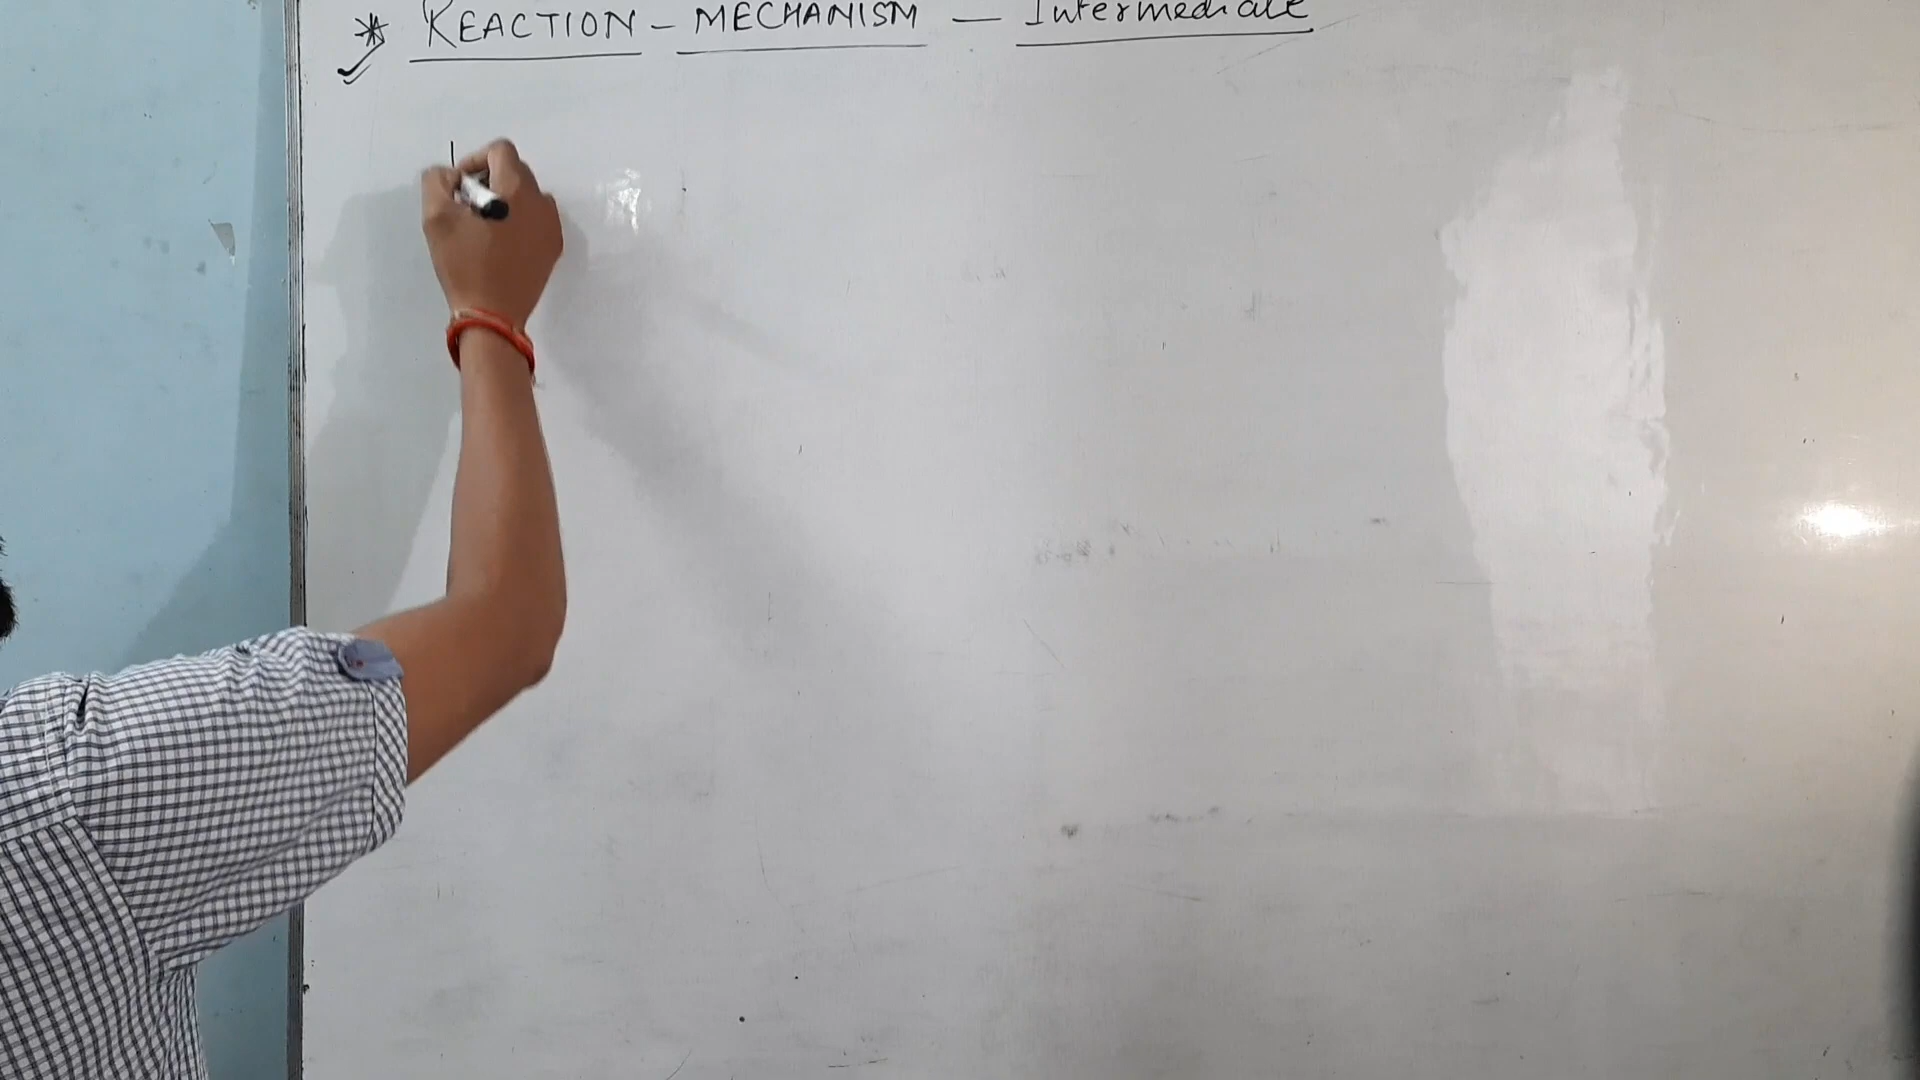 * REACTION - MECHANISM — Intermediate